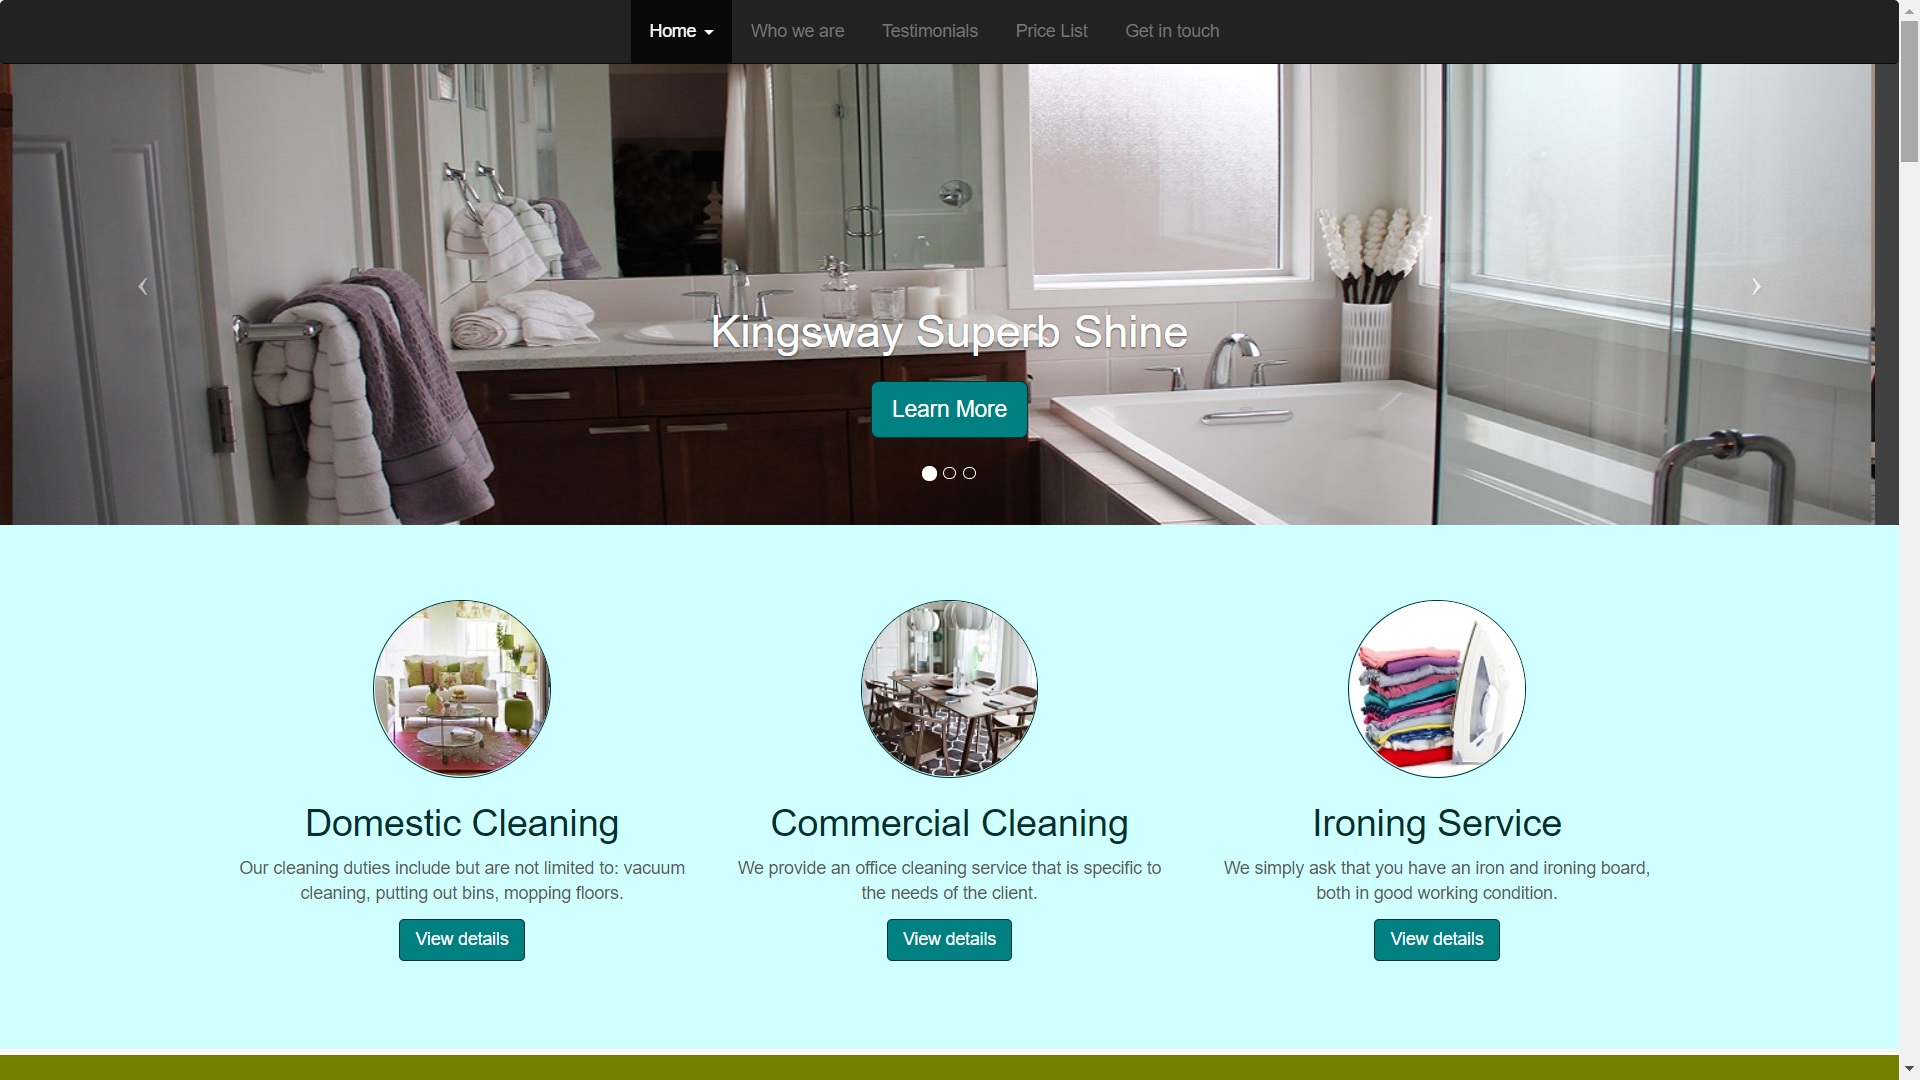 Home Who we are Testimonials Price List Get in touch
Kingsway Superb Shine
Learn More
Domestic Cleaning
Our cleaning duties include but are not limited to: vacuum
cleaning, putting out bins, mopping floors.
View details
Commercial Cleaning
We provide an office cleaning service that is specific to
the needs of the client.
View details
Ironing Service
We simply ask that you have an iron and ironing board,
both in good working condition.
View details